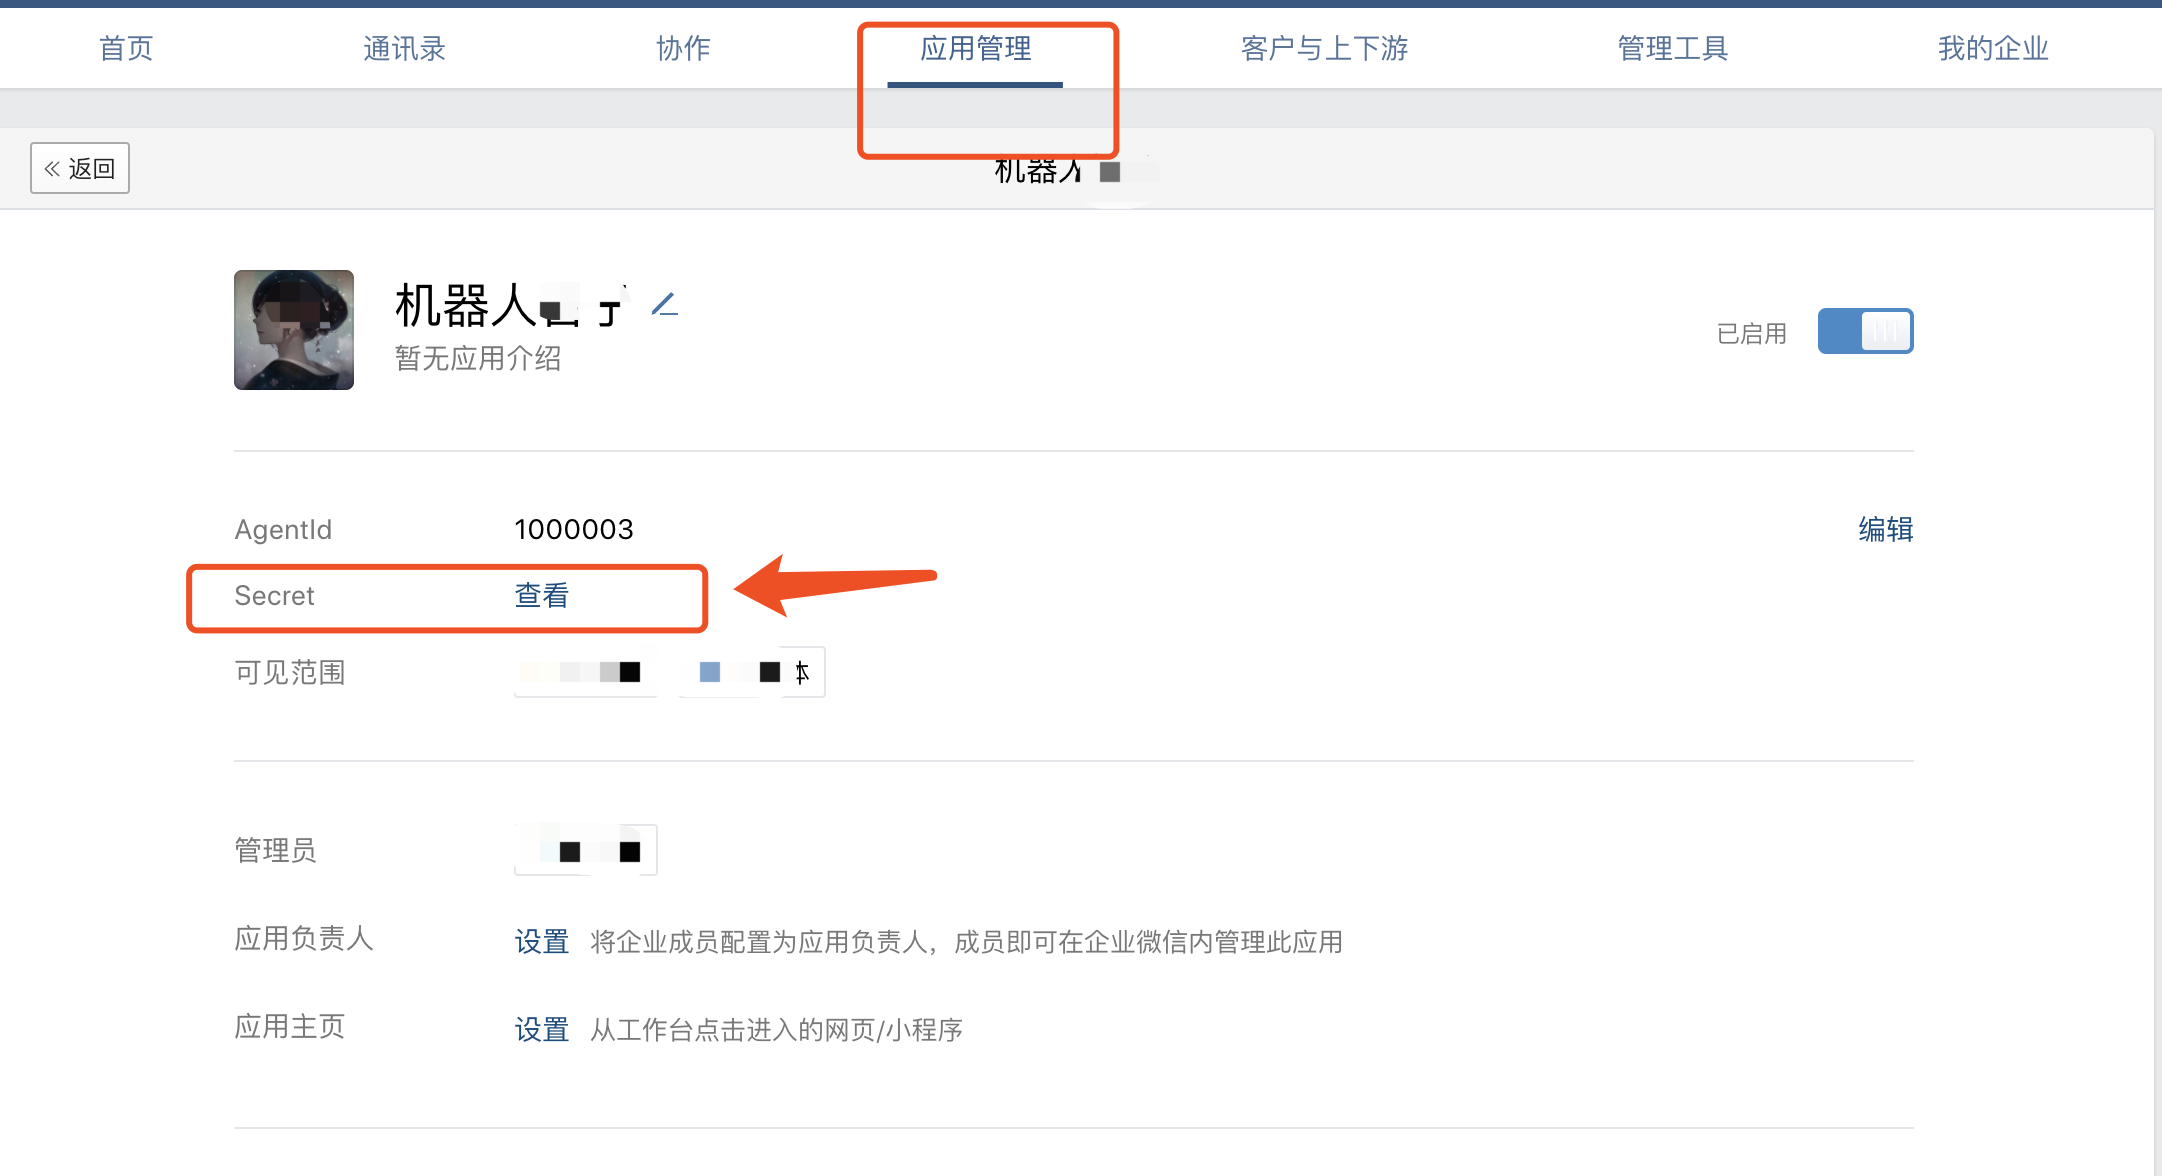 首页 通讯录 协作 应用管理 客户与上下游 管理工具 我的企业
« 返回
机器人
机器人
暂无应用介绍
已启用
AgentId 1000003 编辑
Secret 查看
可见范围 体
管理员
应用负责人 设置 将企业成员配置为应用负责人，成员即可在企业微信内管理此应用
应用主页 设置 从工作台点击进入的网页/小程序